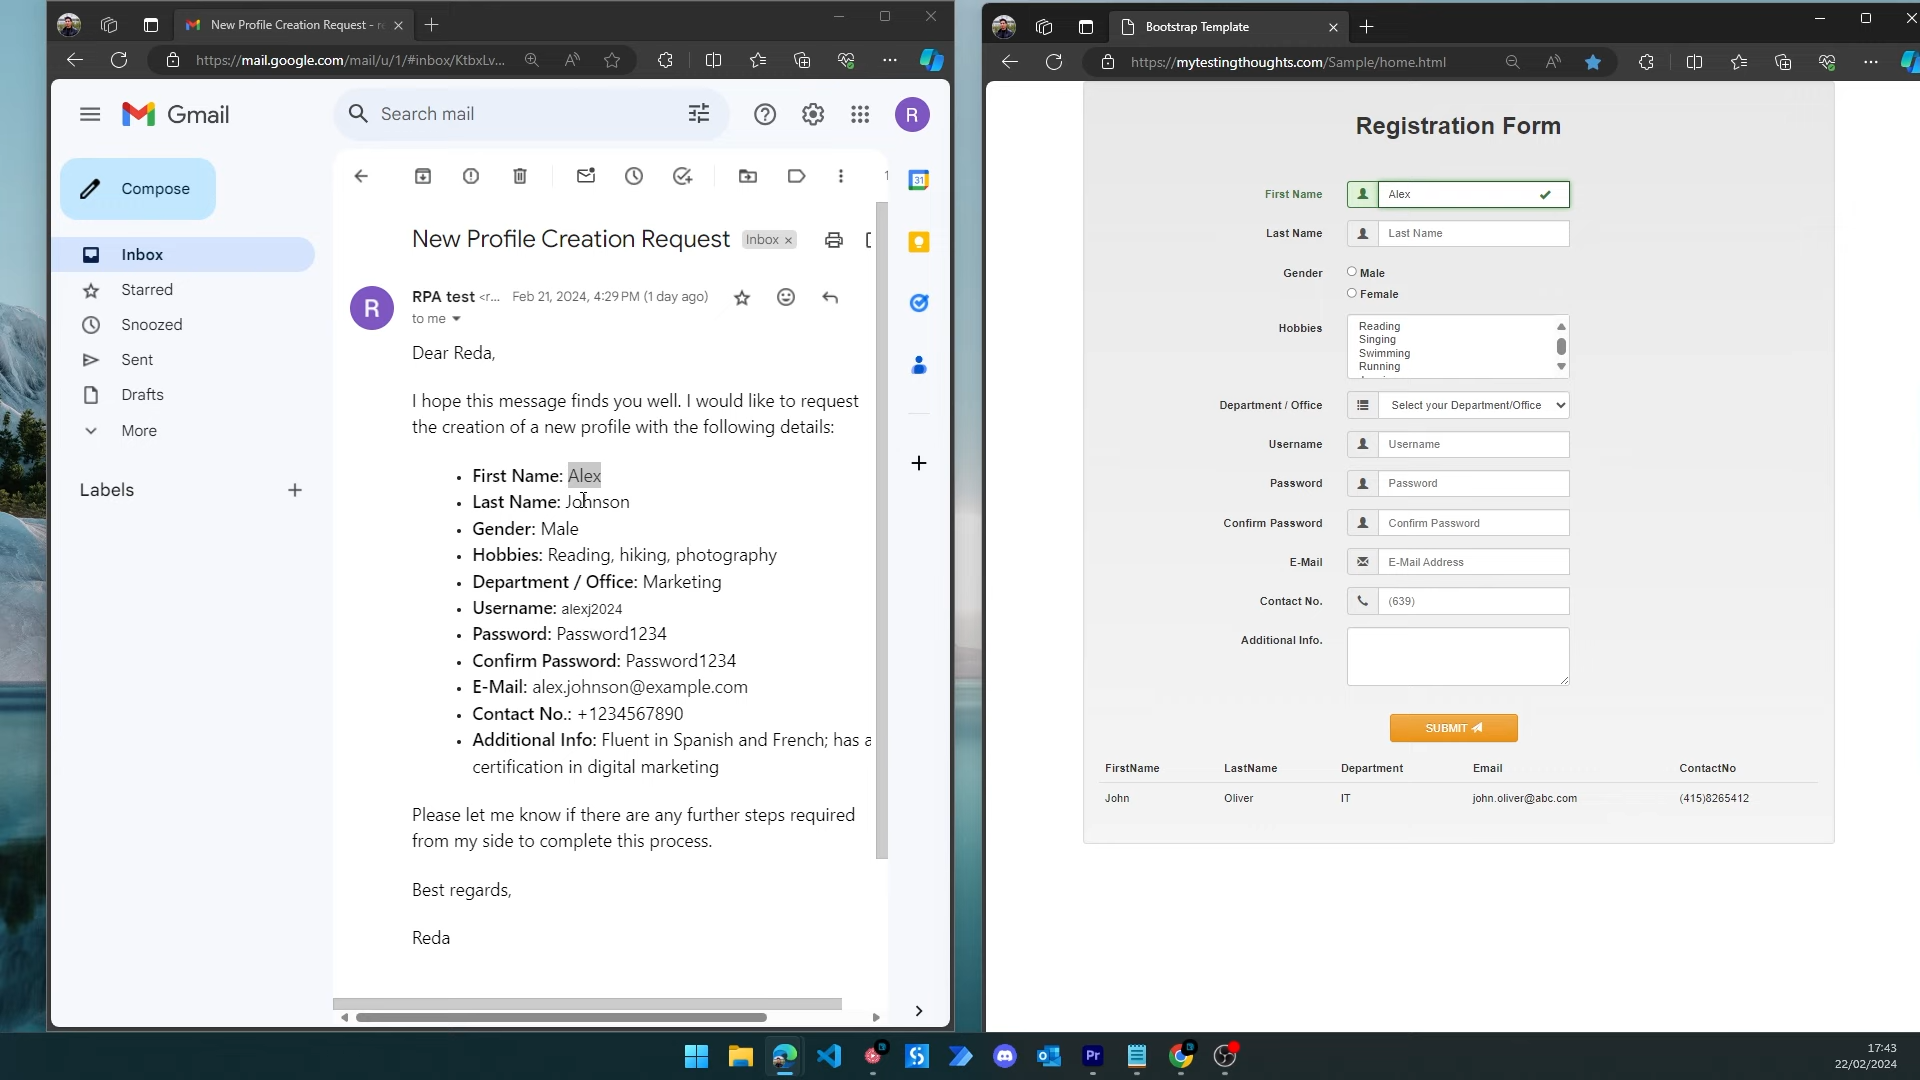 New Profile Creation Request - re
https://mail.google.com/mail/u/1/#inbox/KtbxLv...
Gmail
Search mail
R
Compose
Inbox
Starred
Snoozed
Sent
Drafts
More
Labels
31
New Profile Creation Request
Inbox ×
R
RPA test <r... Feb 21, 2024, 4:29 PM (1 day ago)
to me
Dear Reda,
I hope this message finds you well. I would like to request
the creation of a new profile with the following details:
• First Name: Alex
• Last Name: Johnson
• Gender: Male
• Hobbies: Reading, hiking, photography
• Department / Office: Marketing
• Username: alexj2024
• Password: Password1234
• Confirm Password: Password1234
• E-Mail: alex.johnson@example.com
• Contact No.: +1234567890
• Additional Info: Fluent in Spanish and French; has a
certification in digital marketing
Please let me know if there are any further steps required
from my side to complete this process.
Best regards,
Reda
Bootstrap Template
https://mytestingthoughts.com/Sample/home.html
Registration Form
First Name Alex
Last Name Last Name
Gender Male
Female
Hobbies Reading
Singing
Swimming
Running
Department / Office Select your Department/Office
Username Username
Password Password
Confirm Password Confirm Password
E-Mail E-Mail Address
Contact No. (639)
Additional Info.
SUBMIT
FirstName LastName Department Email ContactNo
John Oliver IT john.oliver@abc.com (415)8265412
Pr
17:43
22/02/2024